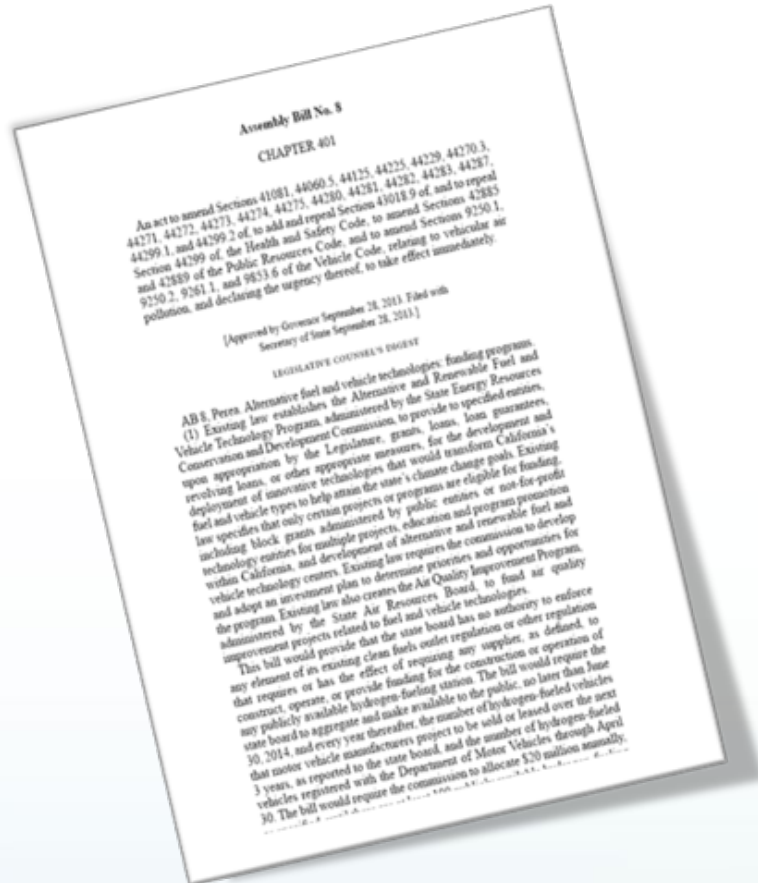 Assembly Bill No. 8
CHAPTER 401
An act to amend Sections 41081, 44060.5, 44125, 44225, 44229, 44270.3,
44271, 44272, 44273, 44274, 44275, 44280, 44281, 44282, 44283, 44287,
44299.1, and 44299.2 of, to add and repeal Section 43018.9 of, and to repeal
Section 44299 of, the Health and Safety Code, to amend Sections 42885
and 42889 of the Public Resources Code, and to amend Sections 9250.1,
9250.2, 9261.1, and 9853.6 of the Vehicle Code, relating to vehicular air
pollution, and declaring the urgency thereof, to take effect immediately.
[Approved by Governor September 28, 2013. Filed with
Secretary of State September 28, 2013.]
LEGISLATIVE COUNSEL'S DIGEST
AB 8, Perea. Alternative fuel and vehicle technologies: funding programs.
(1) Existing law establishes the Alternative and Renewable Fuel and
Vehicle Technology Program, administered by the State Energy Resources
Conservation and Development Commission, to provide to specified entities,
upon appropriation by the Legislature, grants, loans, loan guarantees,
revolving loans, or other appropriate measures, for the development and
deployment of innovative technologies that would transform California's
fuel and vehicle types to help attain the state's climate change goals. Existing
law specifies that only certain projects or programs are eligible for funding,
including block grants administered by public entities or not-for-profit
technology entities for multiple projects, education and program promotion
within California, and development of alternative and renewable fuel and
vehicle technology centers. Existing law requires the commission to develop
and adopt an investment plan to determine priorities and opportunities for
the program. Existing law also creates the Air Quality Improvement Program,
administered by the State Air Resources Board, to fund air quality
improvement projects related to fuel and vehicle technologies.
This bill would provide that the state board has no authority to enforce
any element of its existing clean fuels outlet regulation or other regulation
that requires or has the effect of requiring any supplier, as defined, to
construct, operate, or provide funding for the construction or operation of
any publicly available hydrogen-fueling station. The bill would require the
state board to aggregate and make available to the public, no later than June
30, 2014, and every year thereafter, the number of hydrogen-fueled vehicles
that motor vehicle manufacturers project to be sold or leased over the next
3 years, as reported to the state board, and the number of hydrogen-fueled
vehicles registered with the Department of Motor Vehicles through April
30. The bill would require the commission to allocate $20 million annually,